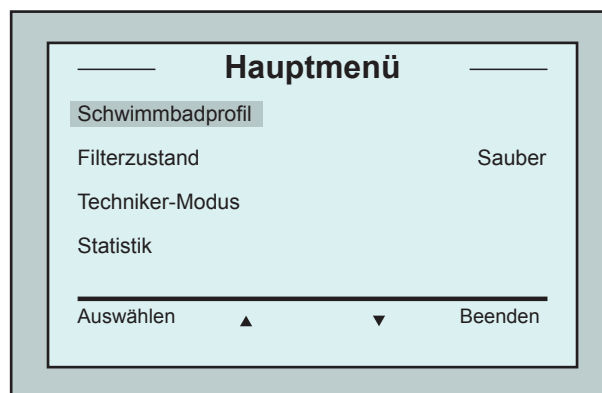 Hauptmenü
Schwimmbadprofil
Filterzustand Sauber
Techniker-Modus
Statistik
Auswählen ▲ ▼ Beenden